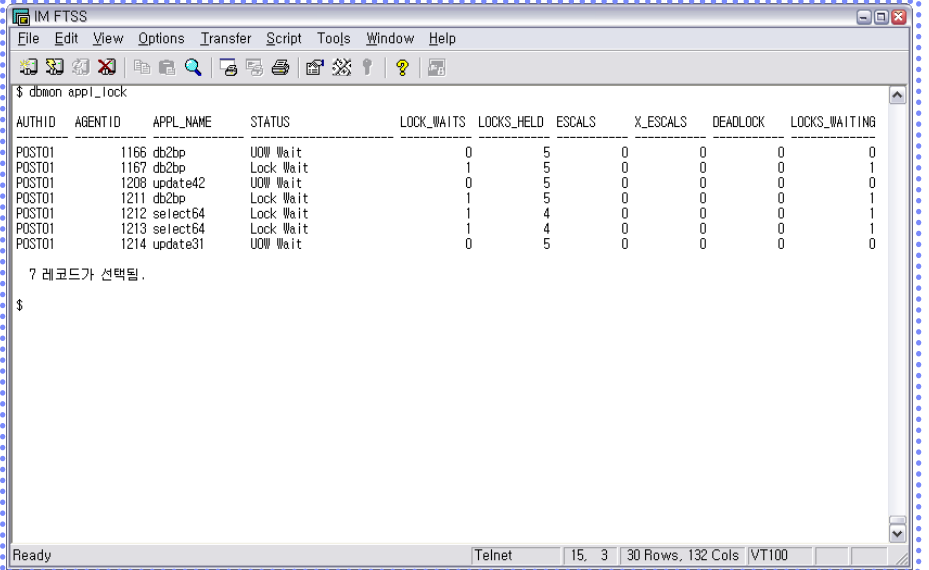 IM FTSS
File Edit View Options Transfer Script Tools Window Help
$ dbmon appl_lock
AUTHID AGENTID APPL_NAME STATUS LOCK_WAITS LOCKS_HELD ESCALS X_ESCALS DEADLOCK LOCKS_WAITING
-------- -------------- -------------- ---------------------- ----------- ----------- ----------- ----------- ----------- -------------
POST01 1166 db2bp UOW Wait 0 5 0 0 0 0
POST01 1167 db2bp Lock Wait 1 5 0 0 0 1
POST01 1208 update42 UOW Wait 0 5 0 0 0 0
POST01 1211 db2bp Lock Wait 1 5 0 0 0 1
POST01 1212 select64 Lock Wait 1 4 0 0 0 1
POST01 1213 select64 Lock Wait 1 4 0 0 0 1
POST01 1214 update31 UOW Wait 0 5 0 0 0 0
7 레코드가 선택됨.
$
Ready Telnet 15, 3 30 Rows, 132 Cols VT100